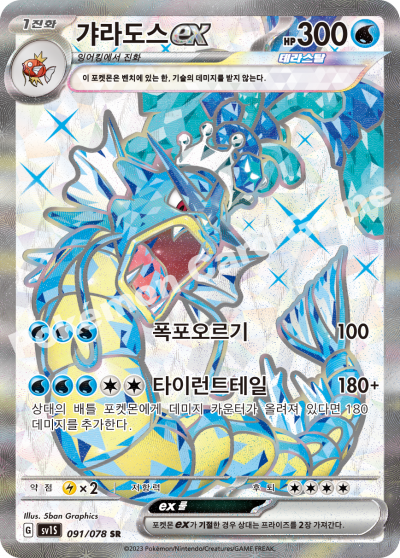 1진화
갸라도스ex
HP 300
잉어킹에서 진화
테라스탈
이 포켓몬은 벤치에 있는 한, 기술의 데미지를 받지 않는다.
Pokémon Card Game
폭포오르기 100
타이런트테일 180+
상대의 배틀 포켓몬에게 데미지 카운터가 올려져 있다면 180
데미지를 추가한다.
약점 ×2 저항력 후퇴
Illus. 5ban Graphics
ex 룰
포켓몬ex가 기절한 경우 상대는 프라이즈를 2장 가져간다.
G sv1S 091/078 SR
©2023 Pokémon/Nintendo/Creatures/GAME FREAK.